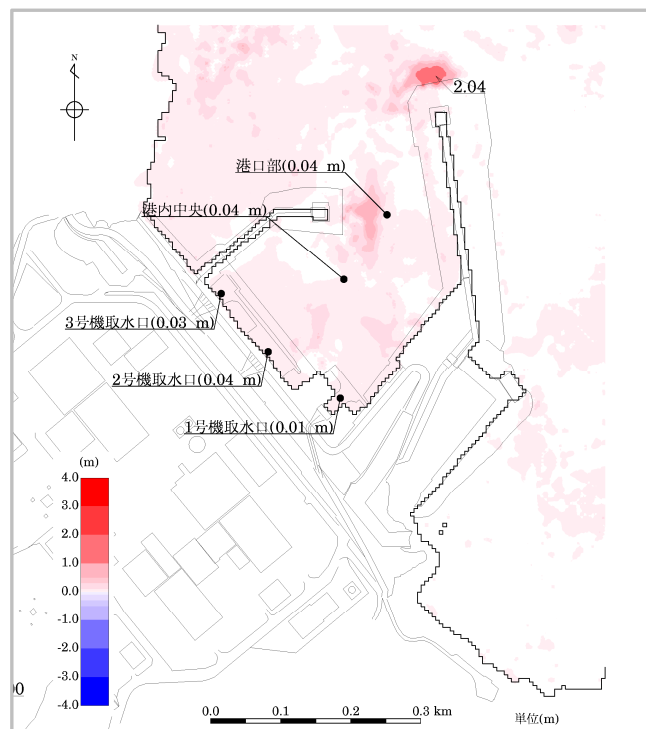 N
2.04
港口部(0.04 m)
港内中央(0.04 m)
3号機取水口(0.03 m)
2号機取水口(0.04 m)
1号機取水口(0.01 m)
(m)
4.0
3.0
2.0
1.0
0.0
-1.0
-2.0
-3.0
-4.0
00
0.0 0.1 0.2 0.3 km
単位(m)